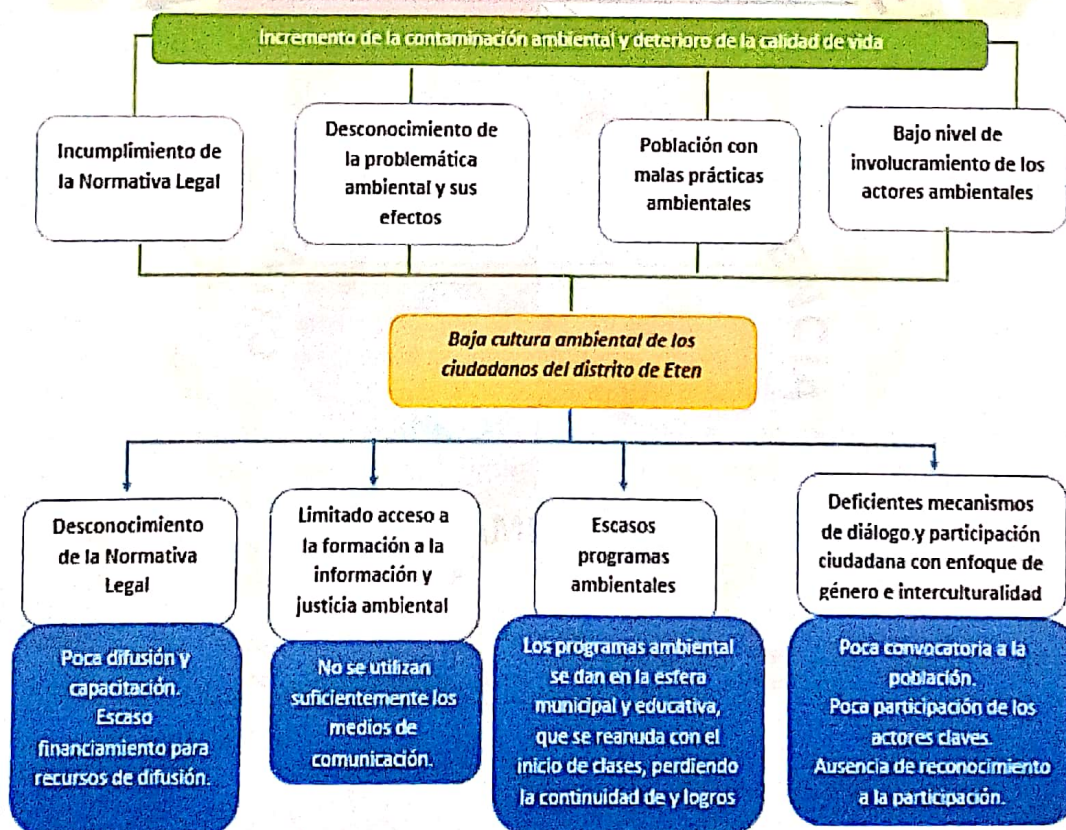 Incremento de la contaminación ambiental y deterioro de la calidad de vida
Incumplimiento de
la Normativa Legal
Desconocimiento de
la problemática
ambiental y sus
efectos
Población con
malas prácticas
ambientales
Bajo nivel de
involucramiento de los
actores ambientales
Baja cultura ambiental de los
ciudadanos del distrito de Eten
Desconocimiento
de la Normativa
Legal
Limitado acceso a
la formación a la
información y
justicia ambiental
Escasos
programas
ambientales
Deficientes mecanismos
de diálogo y participación
ciudadana con enfoque de
género e interculturalidad
Poca difusión y
capacitación.
Escaso
financiamiento para
recursos de difusión.
No se utilizan
suficientemente los
medios de
comunicación.
Los programas ambiental
se dan en la esfera
municipal y educativa,
que se reanuda con el
inicio de clases, perdiendo
la continuidad de y logros
Poca convocatoria a la
población.
Poca participación de los
actores claves.
Ausencia de reconocimiento
a la participación.